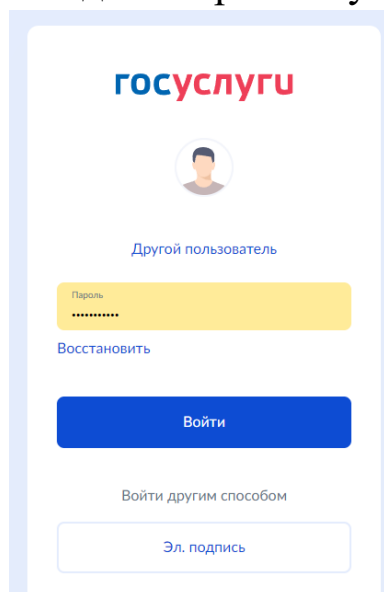 госуслуги
Другой пользователь
Пароль
•••••••••••
Восстановить
Войти
Войти другим способом
Эл. подпись